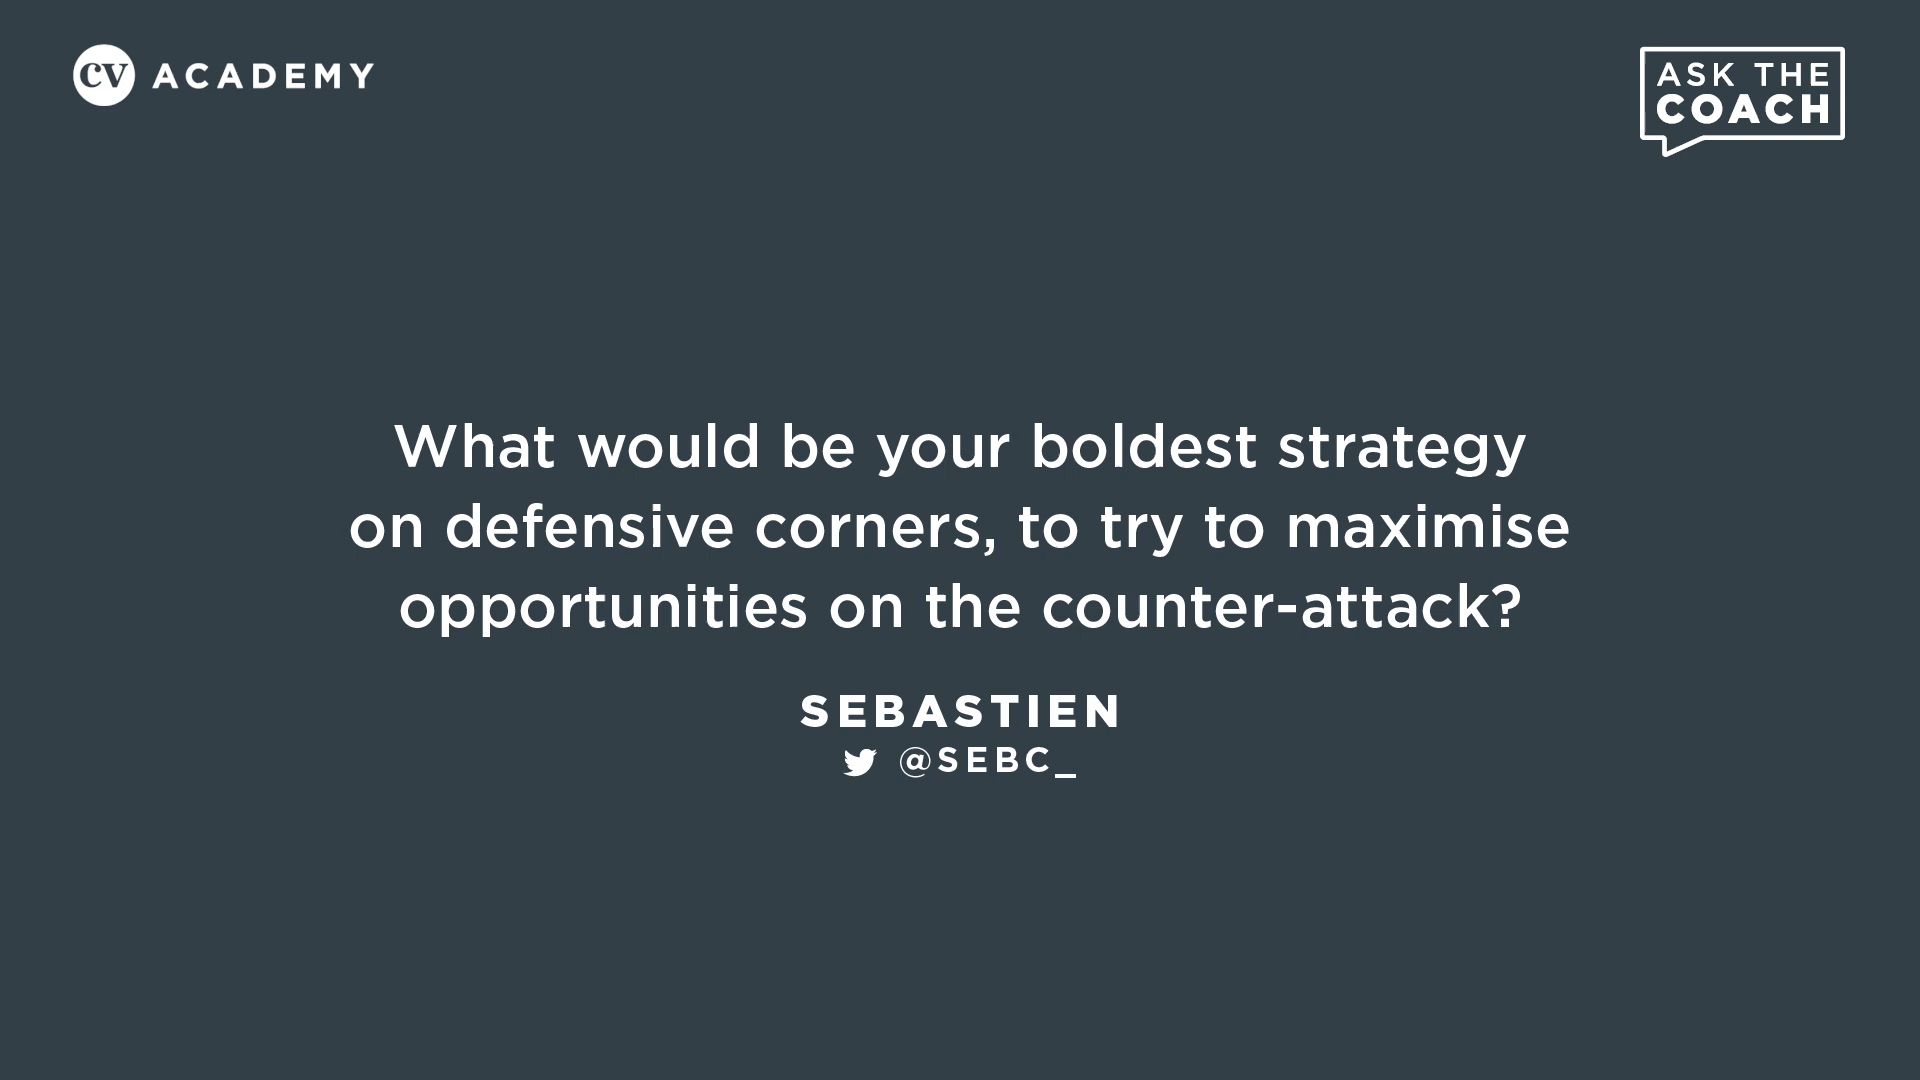 CV ACADEMY
ASK THE
COACH
What would be your boldest strategy
on defensive corners, to try to maximise
opportunities on the counter-attack?
SEBASTIEN
@SEBC_